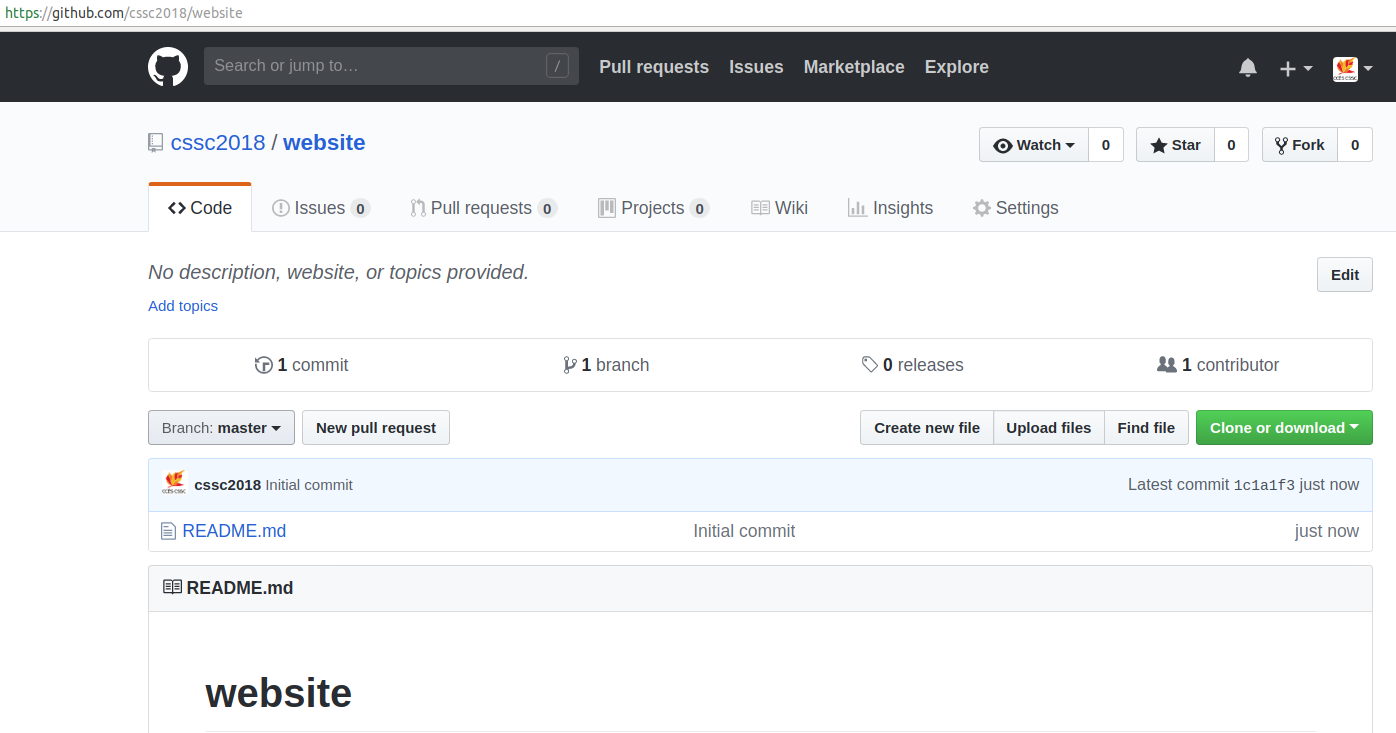 https://github.com/cssc2018/website
Search or jump to… / Pull requests Issues Marketplace Explore
cssc2018 / website Watch 0 Star 0 Fork 0
Code Issues 0 Pull requests 0 Projects 0 Wiki Insights Settings
No description, website, or topics provided. Edit
Add topics
1 commit 1 branch 0 releases 1 contributor
Branch: master New pull request Create new file Upload files Find file Clone or download
cssc2018 Initial commit Latest commit 1c1a1f3 just now
README.md Initial commit just now
README.md
website